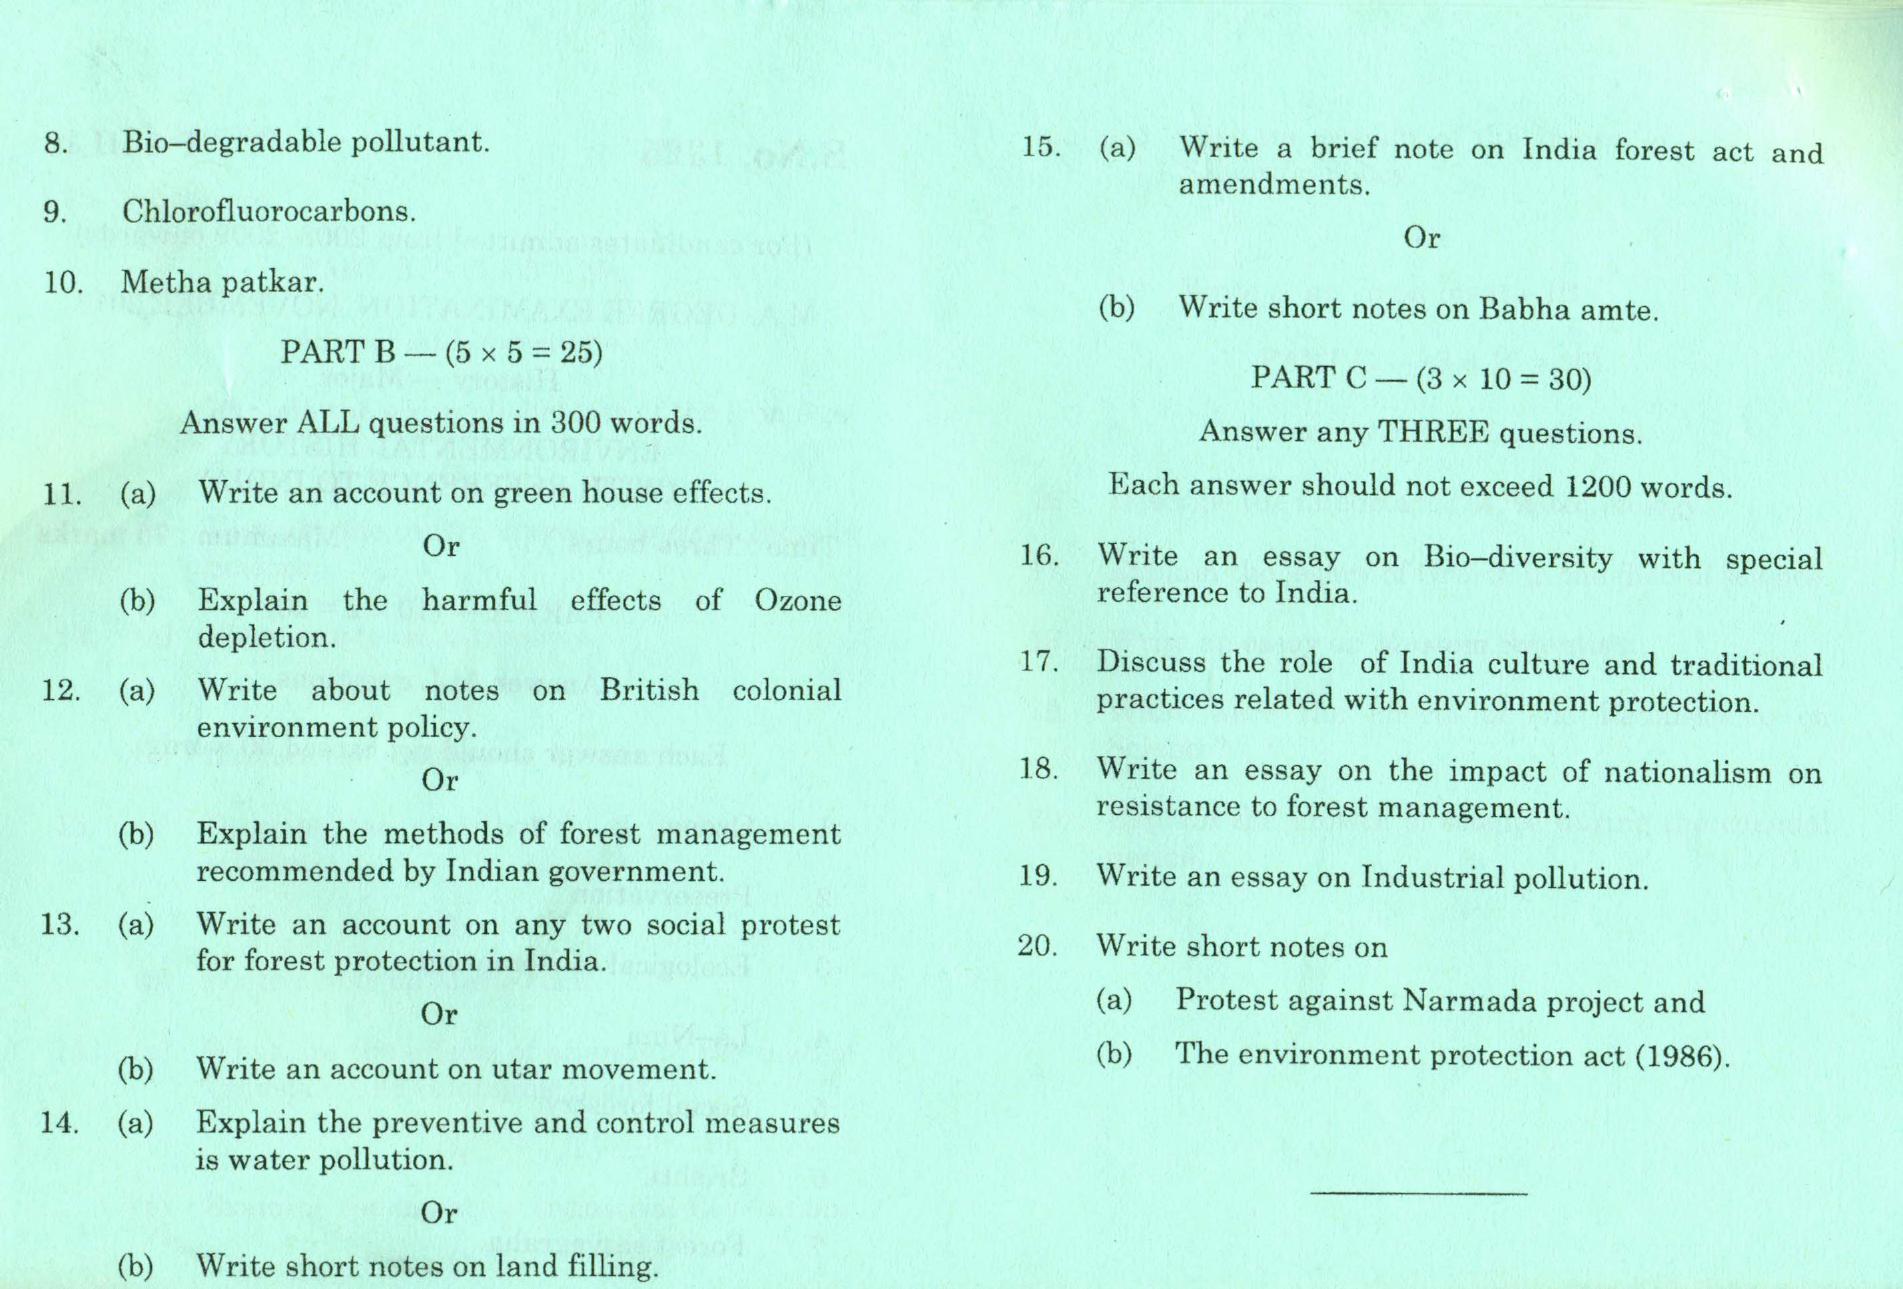 8. Bio–degradable pollutant.
9. Chlorofluorocarbons.
10. Metha patkar.
PART B — (5 × 5 = 25)
Answer ALL questions in 300 words.
11. (a) Write an account on green house effects.
Or
(b) Explain the harmful effects of Ozone
depletion.
12. (a) Write about notes on British colonial
environment policy.
Or
(b) Explain the methods of forest management
recommended by Indian government.
13. (a) Write an account on any two social protest
for forest protection in India.
Or
(b) Write an account on utar movement.
14. (a) Explain the preventive and control measures
is water pollution.
Or
(b) Write short notes on land filling.
15. (a) Write a brief note on India forest act and
amendments.
Or
(b) Write short notes on Babha amte.
PART C — (3 × 10 = 30)
Answer any THREE questions.
Each answer should not exceed 1200 words.
16. Write an essay on Bio–diversity with special
reference to India.
17. Discuss the role of India culture and traditional
practices related with environment protection.
18. Write an essay on the impact of nationalism on
resistance to forest management.
19. Write an essay on Industrial pollution.
20. Write short notes on
(a) Protest against Narmada project and
(b) The environment protection act (1986).